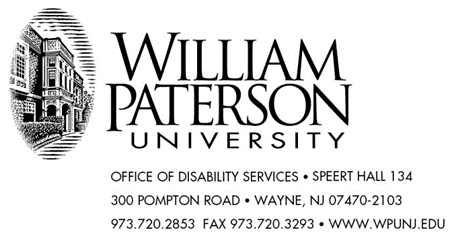 WILLIAM
PATERSON
UNIVERSITY
OFFICE OF DISABILITY SERVICES • SPEERT HALL 134
300 POMPTON ROAD • WAYNE, NJ 07470-2103
973.720.2853 FAX 973.720.3293 • WWW.WPUNJ.EDU